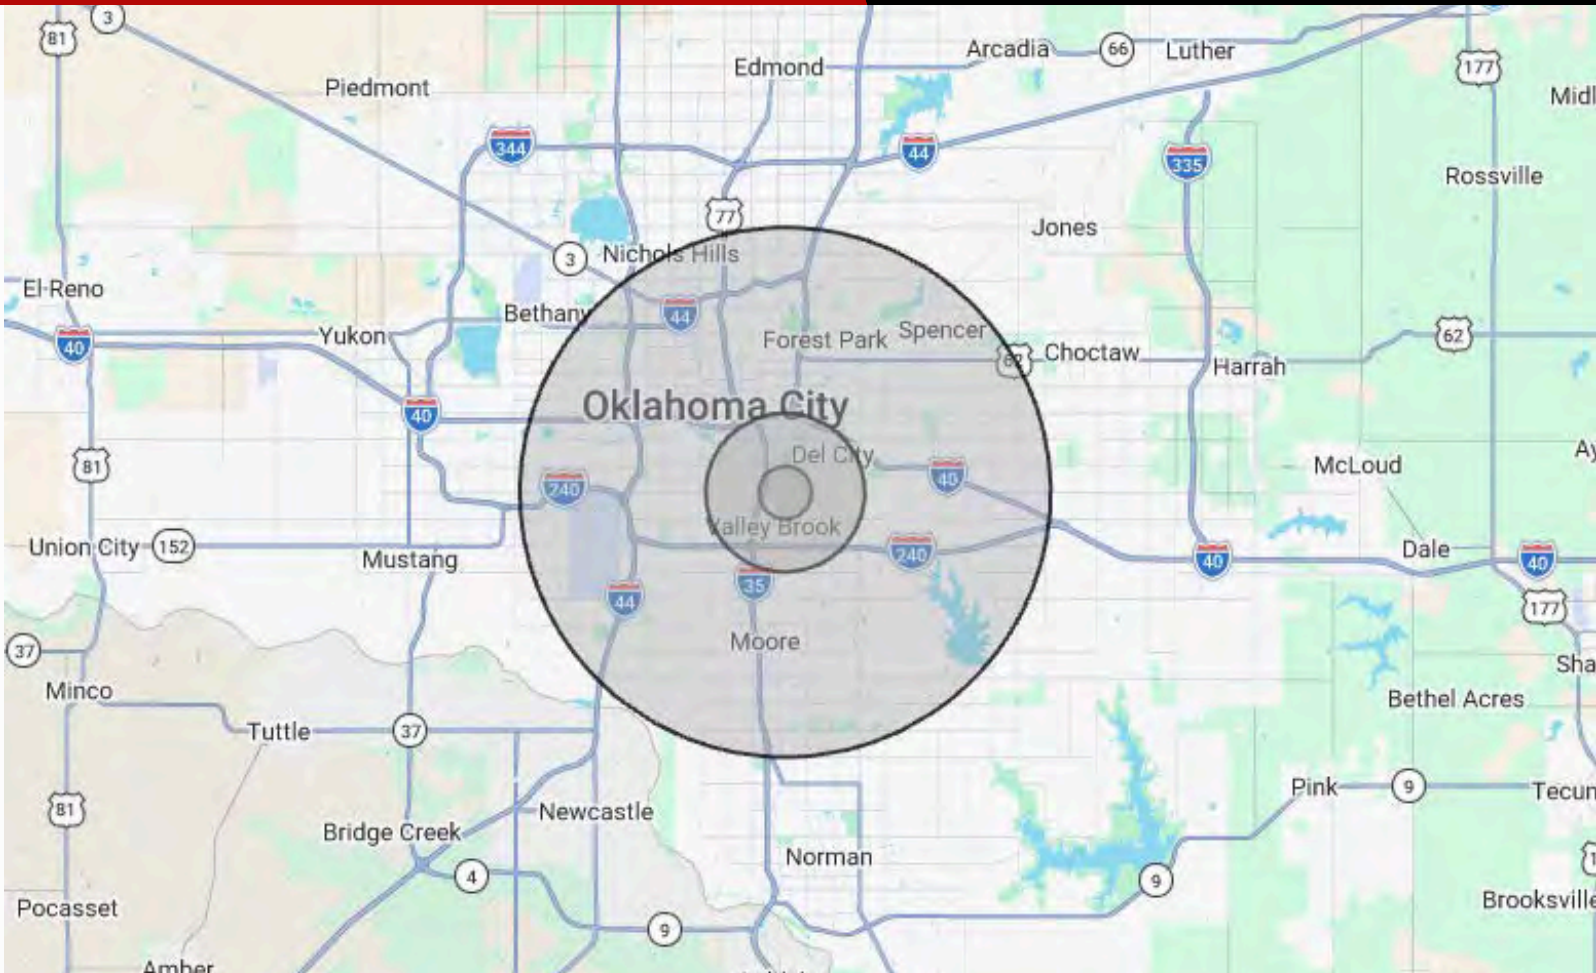 3
81
Edmond
Arcadia
66
Luther
177
Piedmont
344
44
335
Rossville
77
Jones
3
Nichols Hills
El Reno
Bethany
44
Yukon
40
Forest Park
Spencer
62
Choctaw
62
Harrah
Oklahoma City
40
Del City
81
240
40
McLoud
Valley Brook
Union City
152
Mustang
240
40
Dale
40
35
44
177
37
Moore
Minco
Bethel Acres
Tuttle
37
Pink
9
81
Newcastle
Bridge Creek
Norman
4
9
Pocasset
9
Brooksville
Amber